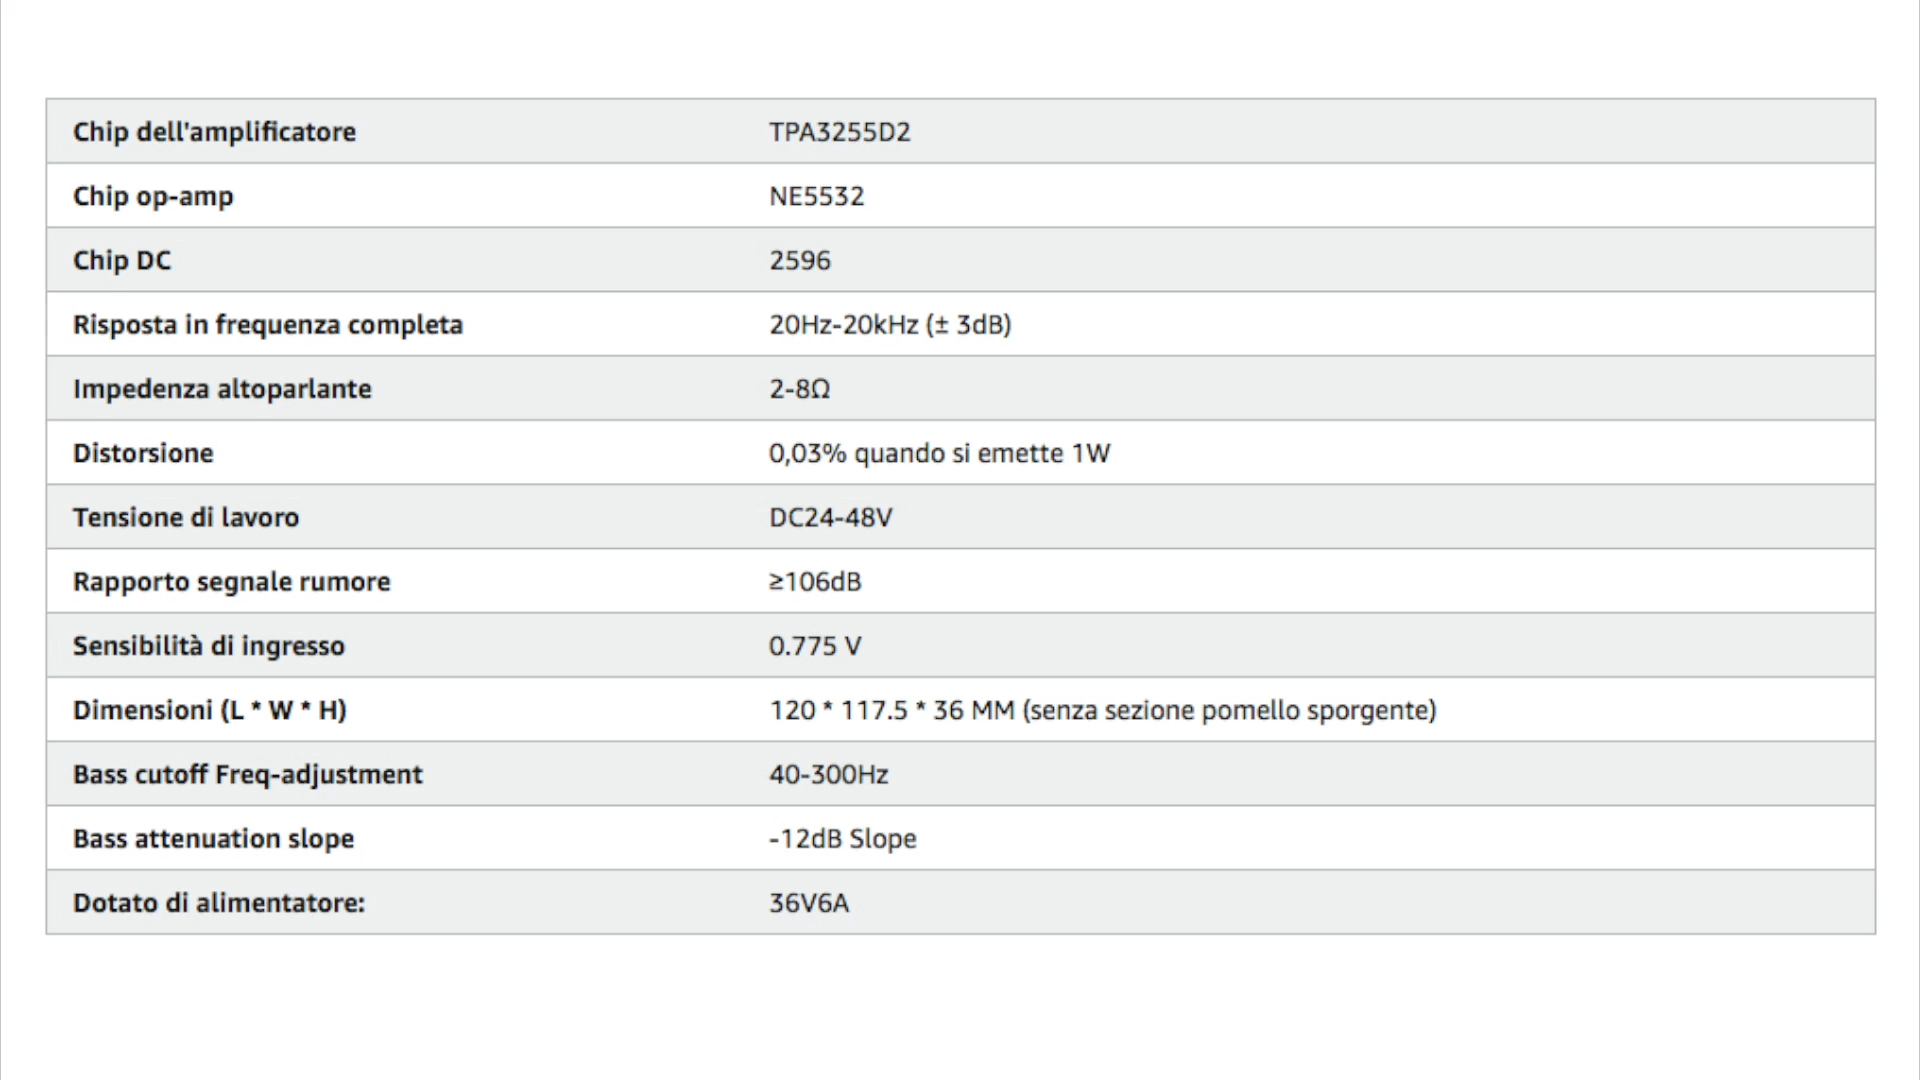 Chip dell'amplificatore TPA3255D2
Chip op-amp NE5532
Chip DC 2596
Risposta in frequenza completa 20Hz-20kHz (± 3dB)
Impedenza altoparlante 2-8Ω
Distorsione 0,03% quando si emette 1W
Tensione di lavoro DC24-48V
Rapporto segnale rumore ≥106dB
Sensibilità di ingresso 0.775 V
Dimensioni (L * W * H) 120 * 117.5 * 36 MM (senza sezione pomello sporgente)
Bass cutoff Freq-adjustment 40-300Hz
Bass attenuation slope -12dB Slope
Dotato di alimentatore: 36V6A